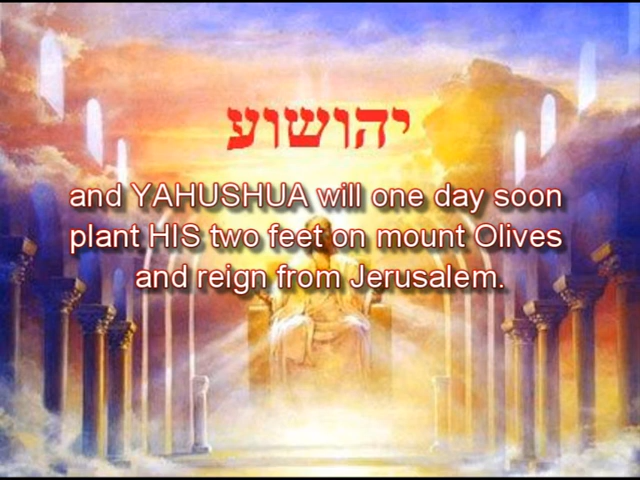 יהושוע
and YAHUSHUA will one day soon
plant HIS two feet on mount Olives
and reign from Jerusalem.